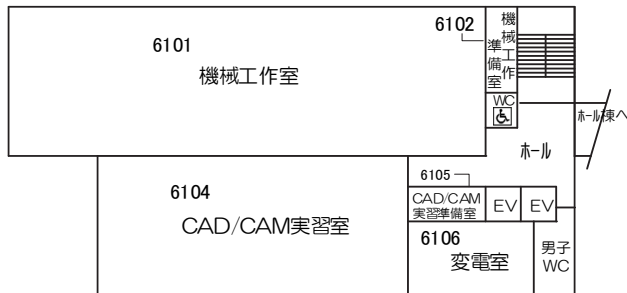 6101
機械工作室
6102
機械工作
準備室
WC
ホール棟へ
ホール
6105
CAD/CAM
実習準備室
EV
EV
6104
CAD/CAM実習室
6106
変電室
男子
WC